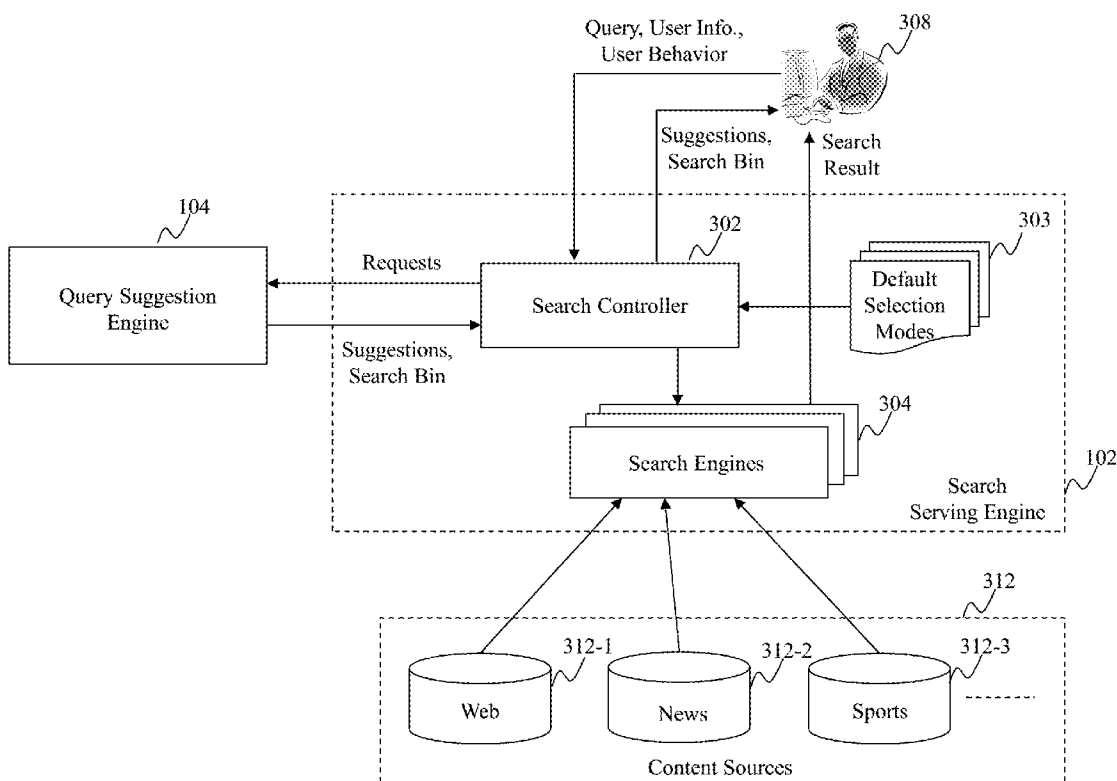 Query, User Info.,
User Behavior
308
Suggestions,
Search Bin
Search
Result
104
302
303
Requests
Query Suggestion
Engine
Search Controller
Default
Selection
Modes
Suggestions,
Search Bin
304
Search Engines
102
Search
Serving Engine
312
312-1
312-2
312-3
Web
News
Sports
Content Sources